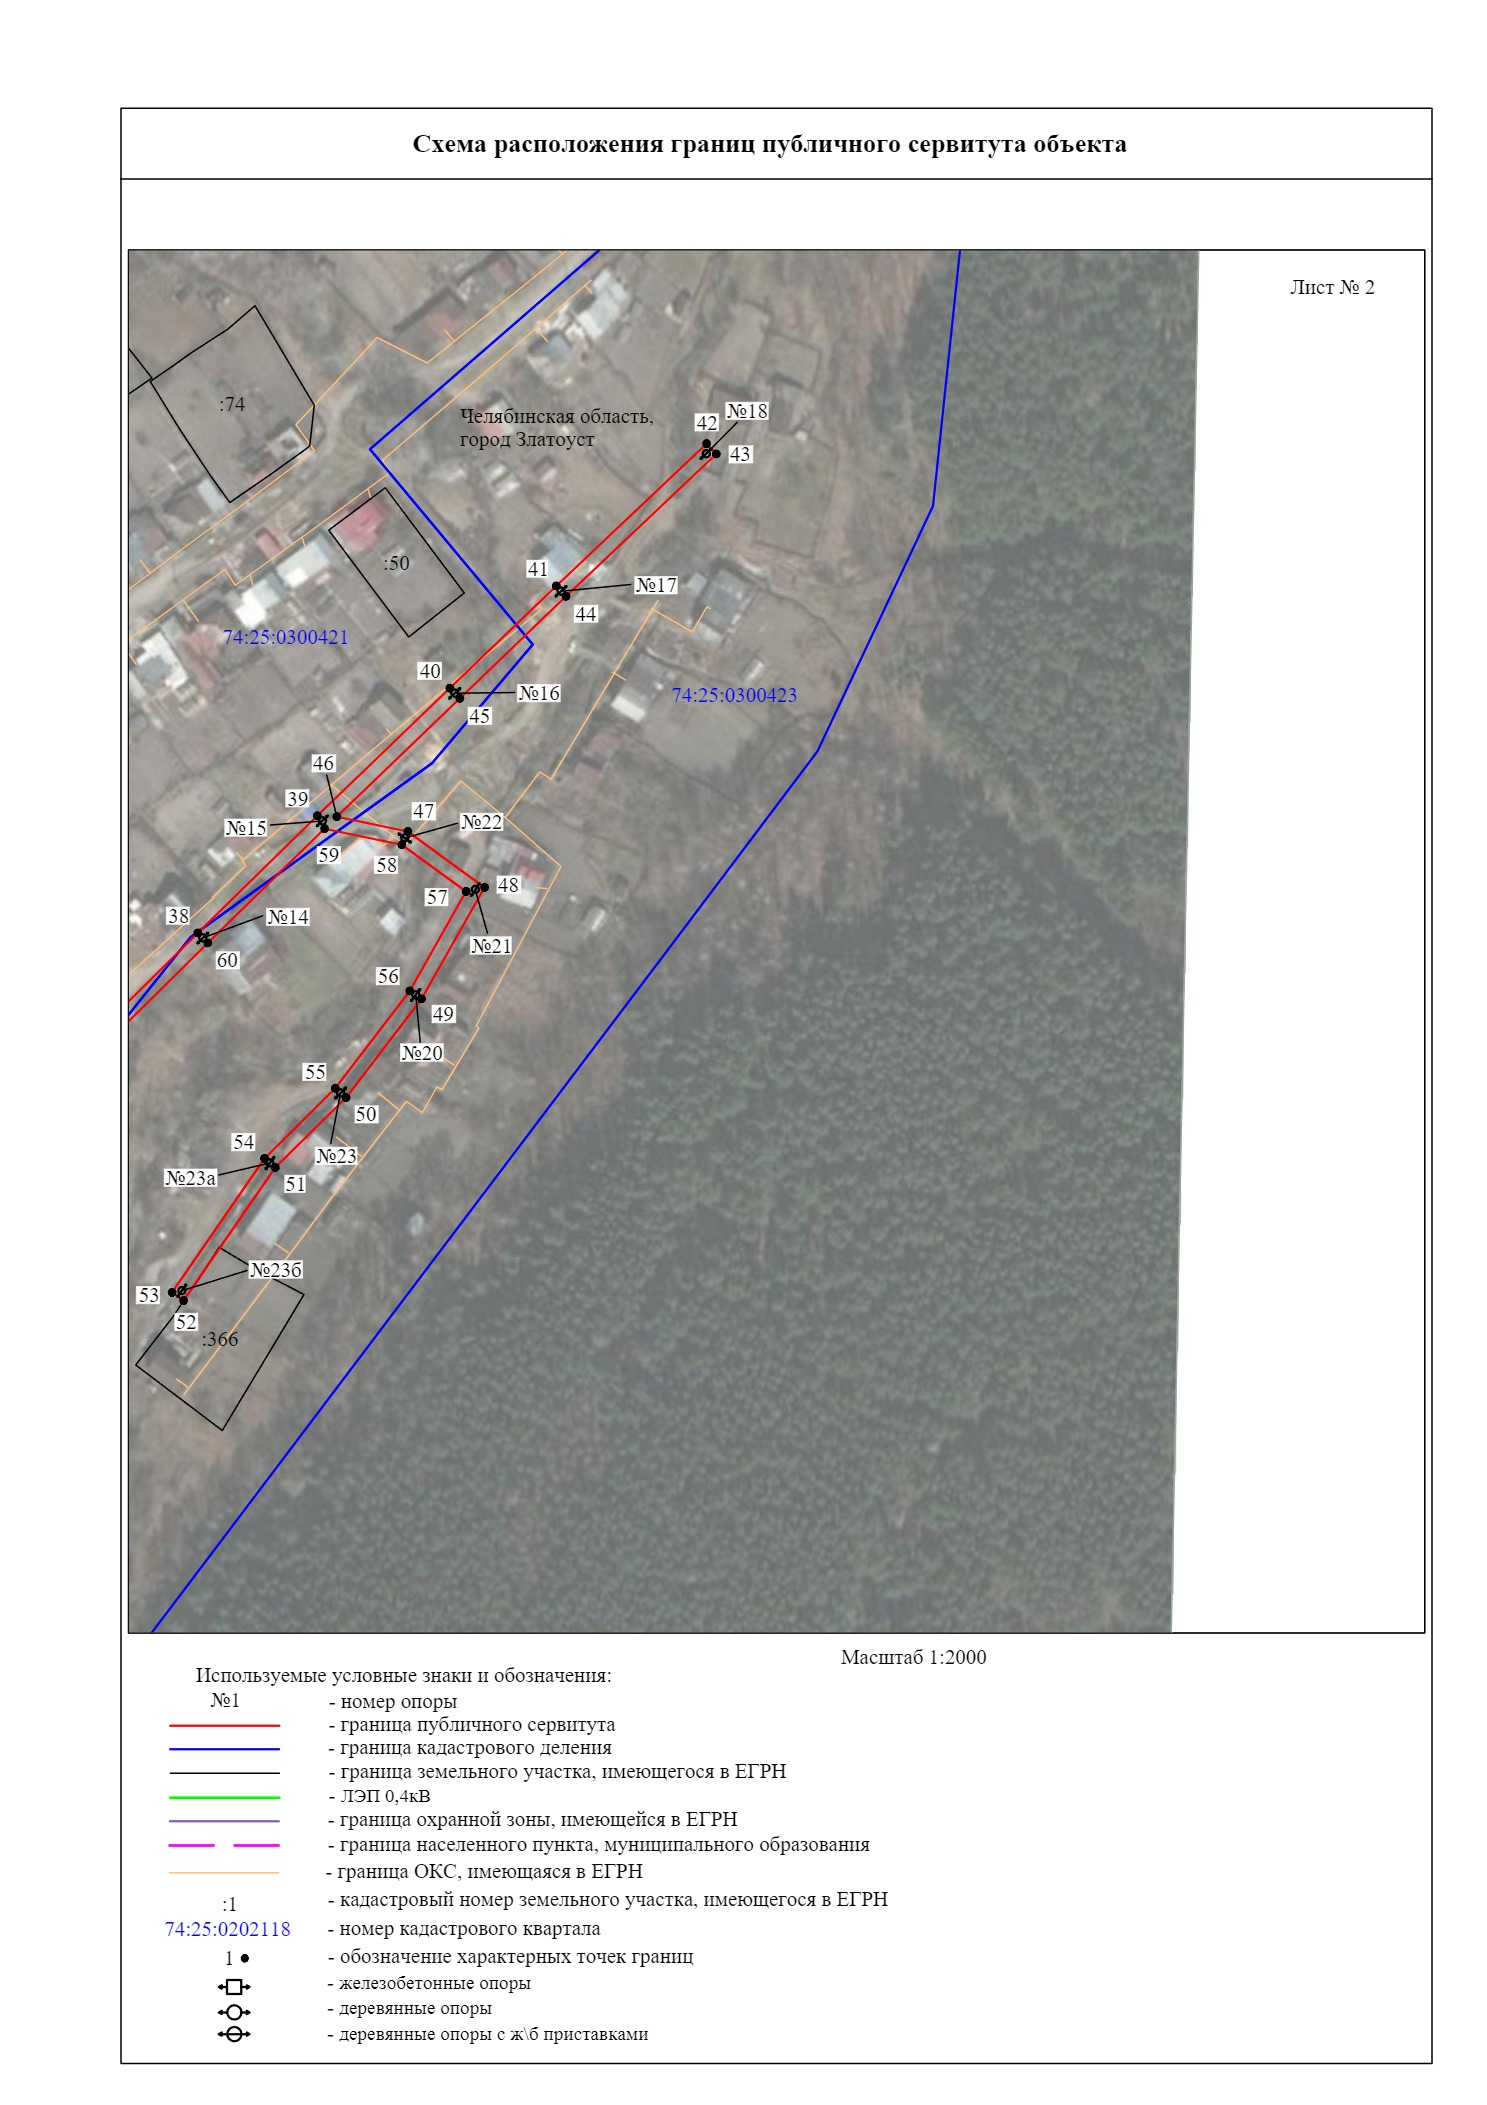 Схема расположения границ публичного сервитута объекта
Лист № 2
:74
Челябинская область,
город Златоуст
42
№18
43
:50
41
№17
44
74:25:0300421
40
№16
45
74:25:0300423
46
39
47
№15
№22
59
58
57
48
38
№14
№21
60
56
49
№20
55
50
54
№23
№23а
51
№23б
53
52
:366
Масштаб 1:2000
Используемые условные знаки и обозначения:
№1 - номер опоры
- граница публичного сервитута
- граница кадастрового деления
- граница земельного участка, имеющегося в ЕГРН
- ЛЭП 0,4кВ
- граница охранной зоны, имеющейся в ЕГРН
- граница населенного пункта, муниципального образования
- граница ОКС, имеющаяся в ЕГРН
:1 - кадастровый номер земельного участка, имеющегося в ЕГРН
74:25:0202118 - номер кадастрового квартала
1 - обозначение характерных точек границ
- железобетонные опоры
- деревянные опоры
- деревянные опоры с ж\б приставками